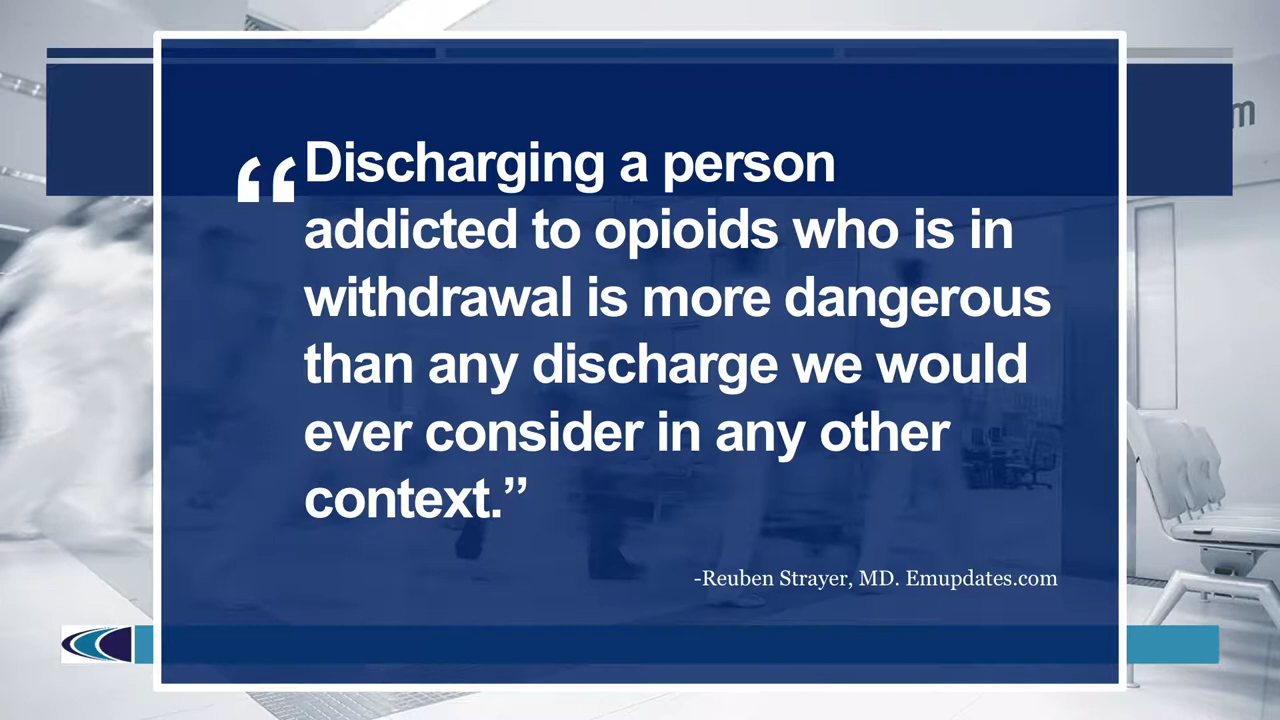 “Discharging a person
addicted to opioids who is in
withdrawal is more dangerous
than any discharge we would
ever consider in any other
context.”
-Reuben Strayer, MD. Emupdates.com